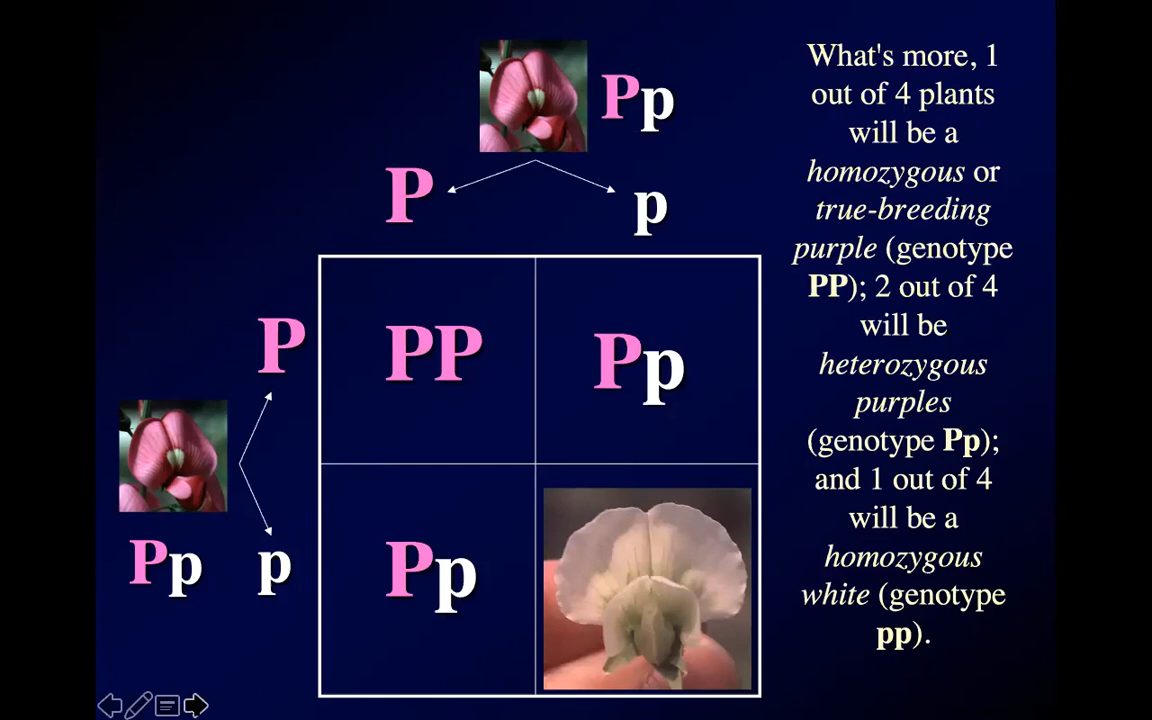 Pp
P
p
P
PP
Pp
Pp
p
Pp
What's more, 1
out of 4 plants
will be a
homozygous or
true-breeding
purple (genotype
PP); 2 out of 4
will be
heterozygous
purples
(genotype Pp);
and 1 out of 4
will be a
homozygous
white (genotype
pp).